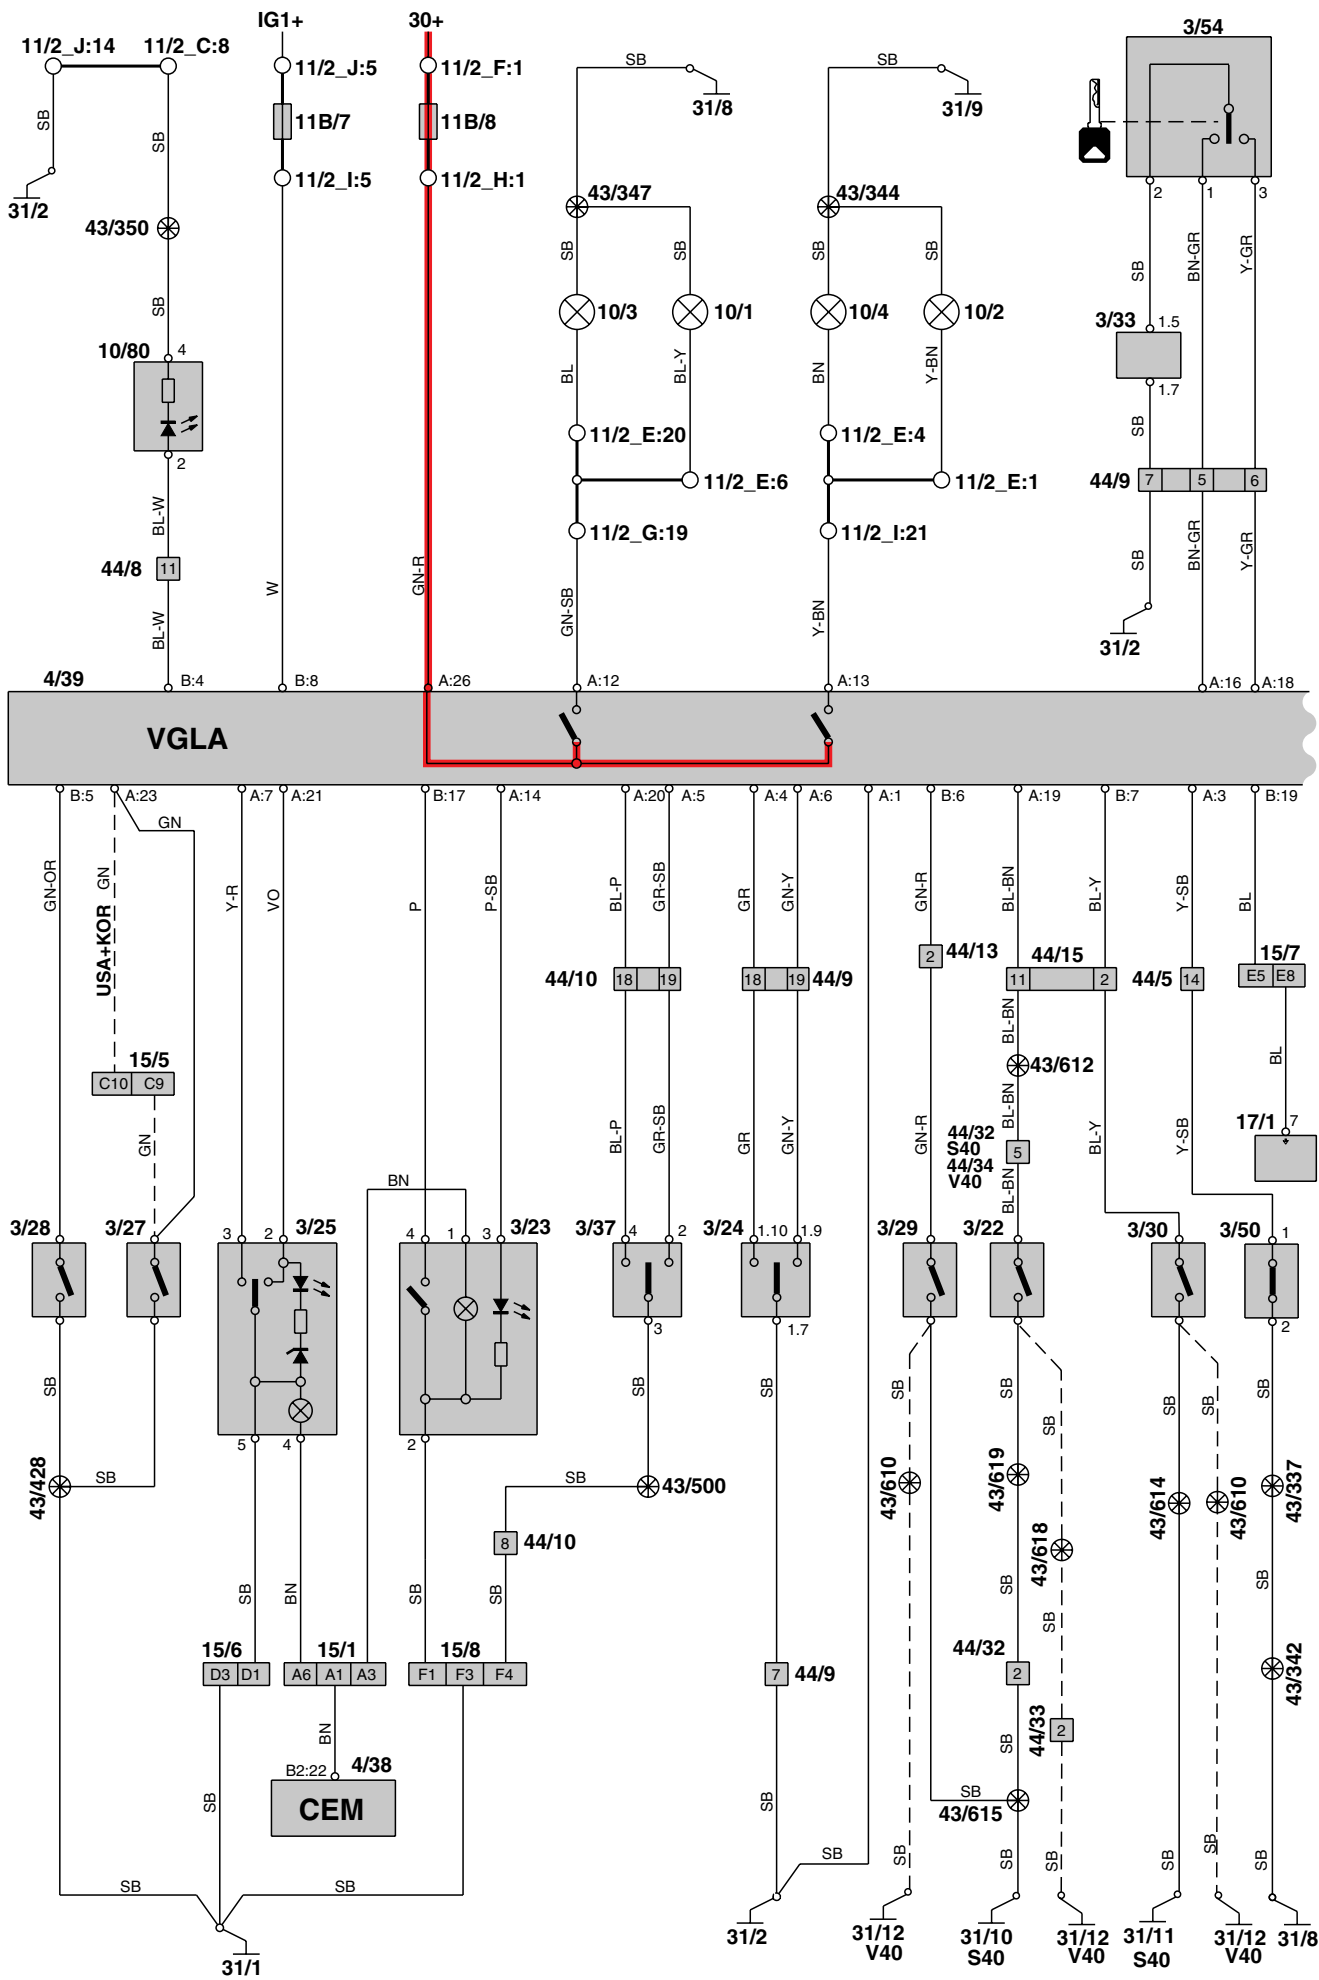 IG1+ 30+
3/54
11/2_J:14 11/2_C:8
11/2_J:5 11/2_F:1
SB SB
31/8 31/9
11B/7 11B/8
SB SB
11/2_I:5 11/2_H:1
2 1 3
43/347 43/344
31/2
43/350
SB SB SB SB
SB BN-GR Y-GR
SB
10/3 10/1 10/4 10/2
3/33 1.5
10/80 4
BL BL-Y BN Y-BN
1.7
SB
11/2_E:20 11/2_E:4
2
11/2_E:6 11/2_E:1
44/9 7 5 6
BL-W
11/2_G:19 11/2_I:21
SB BN-GR Y-GR
44/8 11
W GN-R GN-SB Y-BN
BL-W
31/2
4/39 B:4 B:8 A:26 A:12 A:13 A:16 A:18
VGLA
B:5 A:23 A:7 A:21 B:17 A:14 A:20 A:5 A:4 A:6 A:1 B:6 A:19 B:7 A:3 B:19
GN
GN-OR GN Y-R VO P P-SB BL-P GR-SB GR GN-Y GN-R BL-BN BL-Y Y-SB BL
USA+KOR
44/13 2
44/15 15/7
44/10 18 19 18 19 44/9 11 2 44/5 14 E5 E8
BL-BN
15/5
C10 C9
43/612
BL
BL-BN
GN BL-P GR-SB GR GN-Y GN-R BL-Y Y-SB
44/32
S40
44/34
V40
5
17/1 7
BN
BL-BN
3/28 3/27 3 2 3/25 4 1 3 3/23 3/37 4 2 3/24 1.10 1.9 3/29 3/22 3/30 3/50 1
3 1.7 2
SB SB SB SB SB SB SB SB SB
SB
5 4 2
43/428 SB SB 43/500 43/610 43/619 43/614 43/610 43/337
8 44/10
43/618
SB BN SB SB SB SB SB
15/6 15/1 15/8
44/32
D3 D1 A6 A1 A3 F1 F3 F4 7 44/9 2 43/342
BN
44/33 2
SB
B2:22 4/38
SB
CEM
SB SB
43/615
SB
SB SB SB SB SB SB
SB SB
31/1
31/2
31/12
V40
31/10
S40
31/12
V40
31/11
S40
31/12
V40
31/8